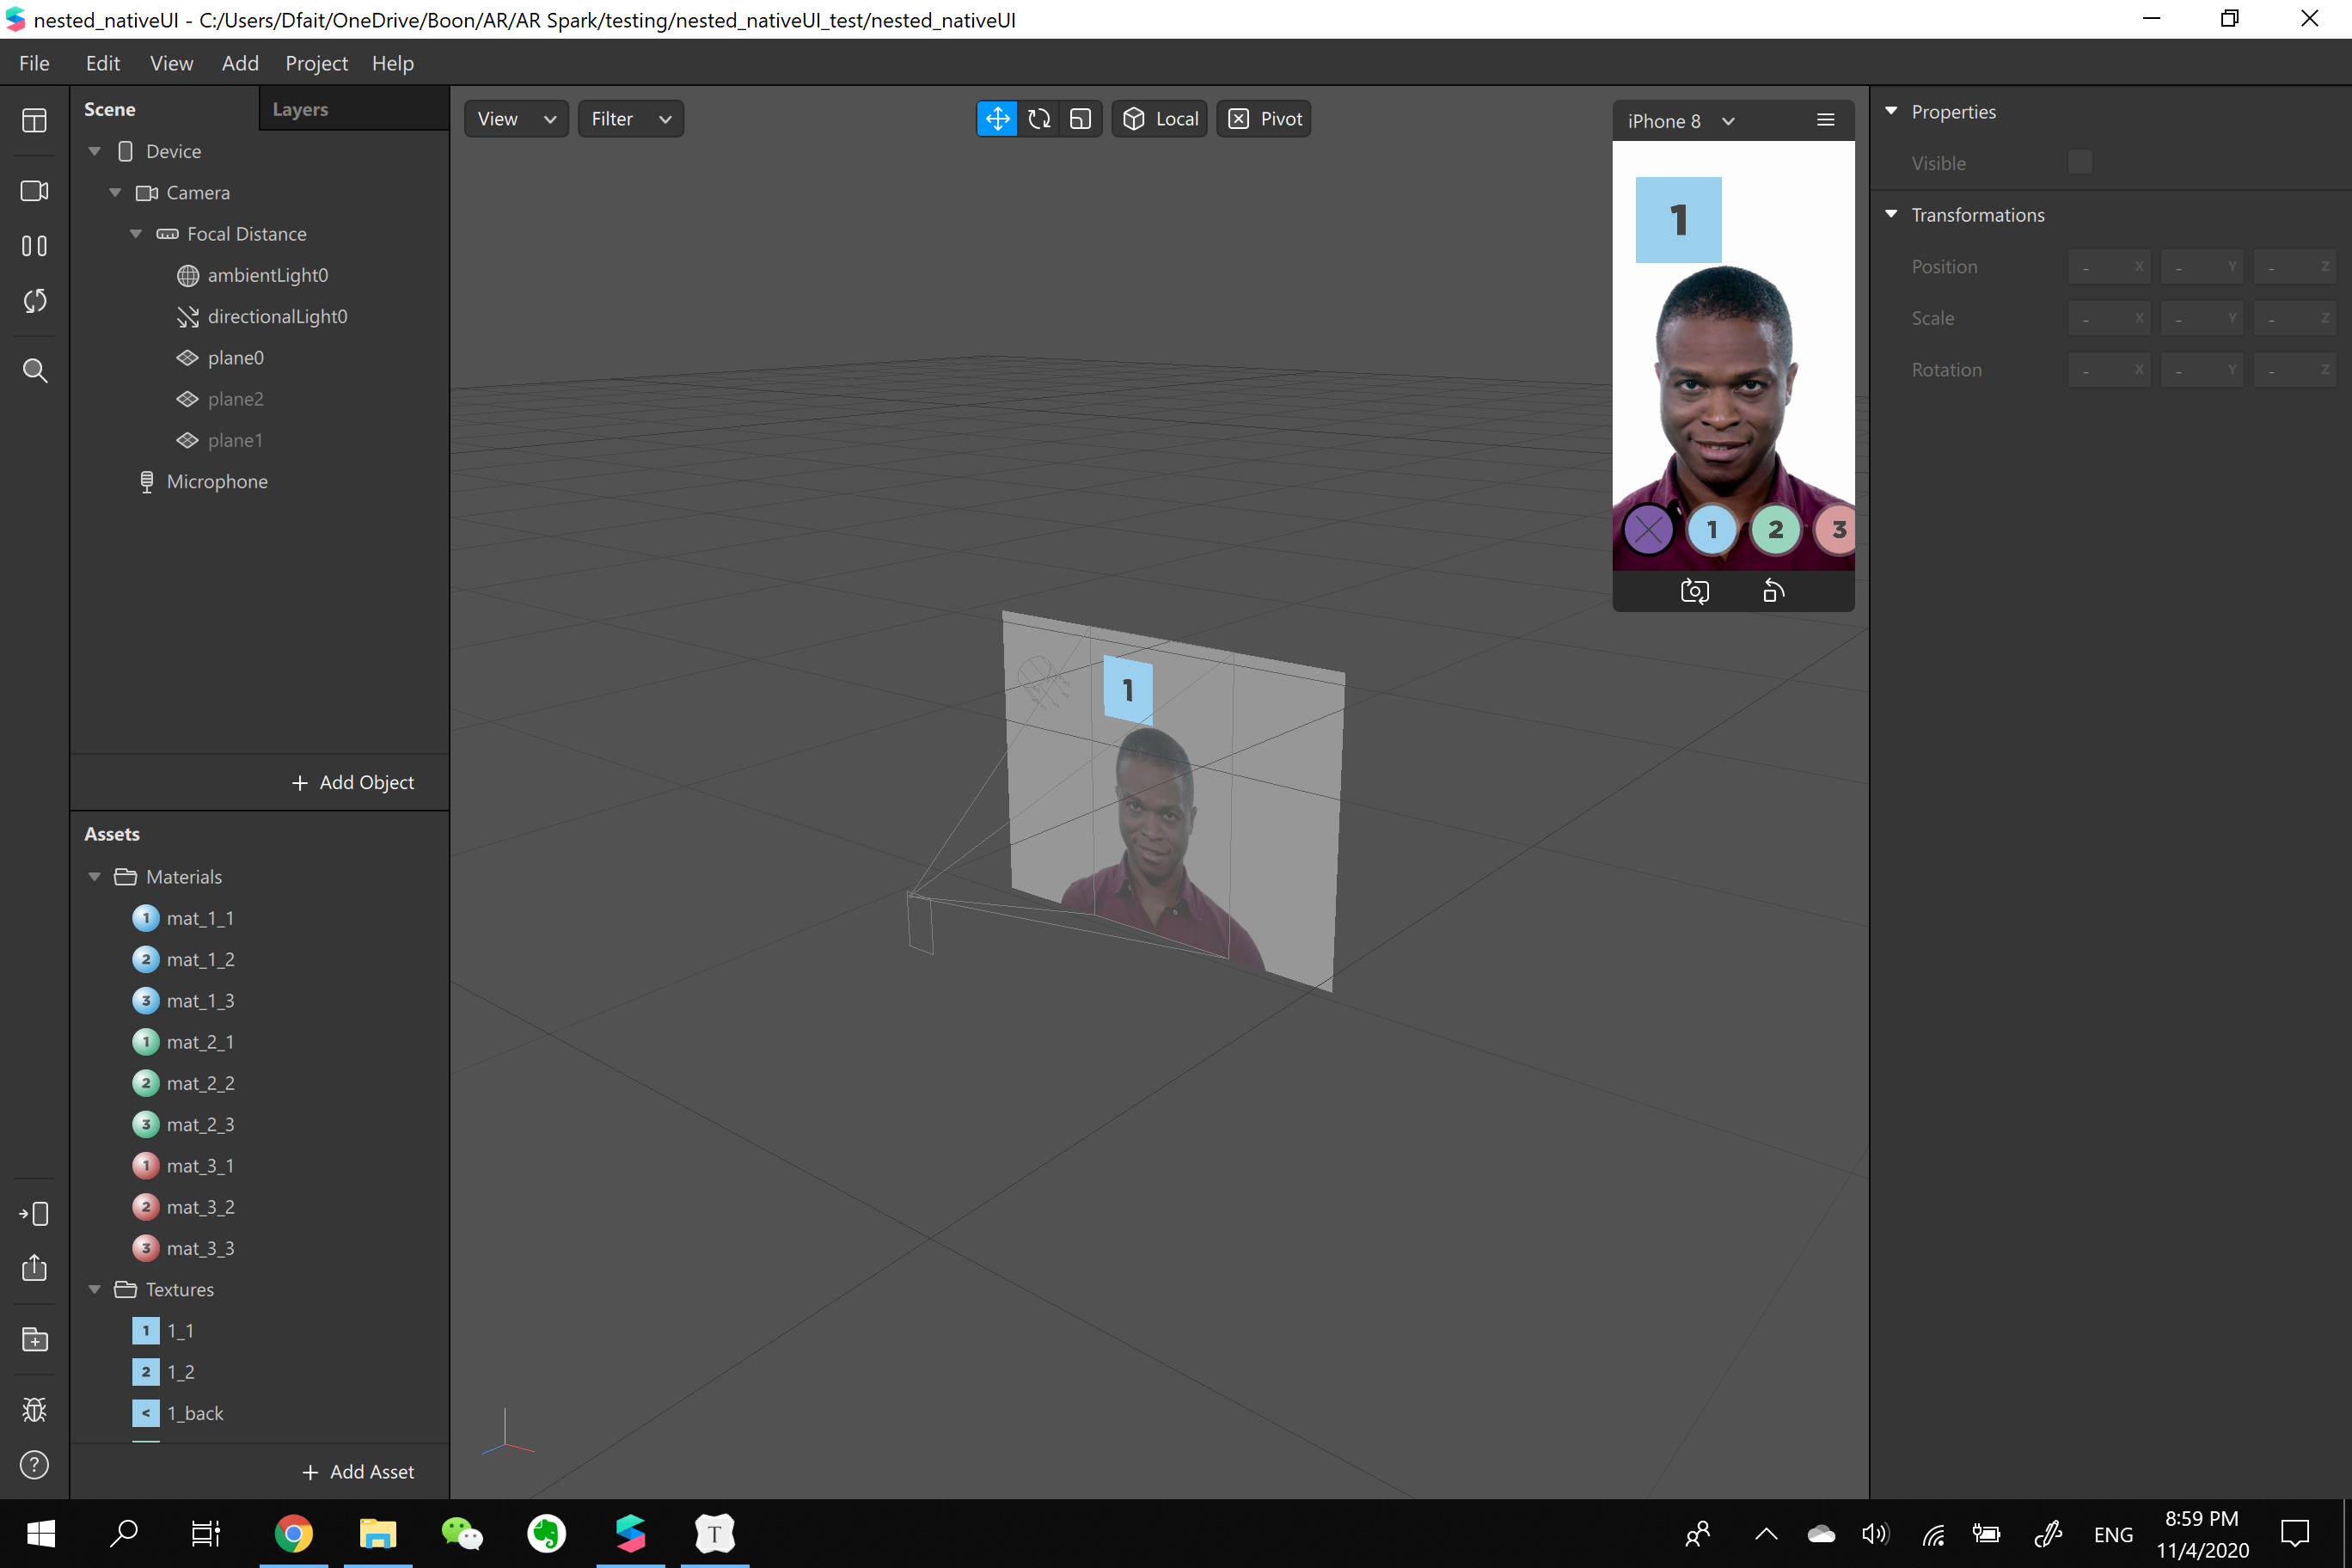 nested_nativeUI - C:/Users/Dfait/OneDrive/Boon/AR/AR Spark/testing/nested_nativeUI_test/nested_nativeUI
File Edit View Add Project Help
Scene Layers
Device
Camera
Focal Distance
ambientLight0
directionalLight0
plane0
plane2
plane1
Microphone
+ Add Object
Assets
Materials
1 mat_1_1
2 mat_1_2
3 mat_1_3
1 mat_2_1
2 mat_2_2
3 mat_2_3
1 mat_3_1
2 mat_3_2
3 mat_3_3
Textures
1 1_1
2 1_2
< 1_back
+ Add Asset
View Filter
Local Pivot
1
iPhone 8
1
1 2 3
Properties
Visible
Transformations
Position - X - Y - Z
Scale - X - Y - Z
Rotation - X - Y - Z
T
ENG
8:59 PM
11/4/2020